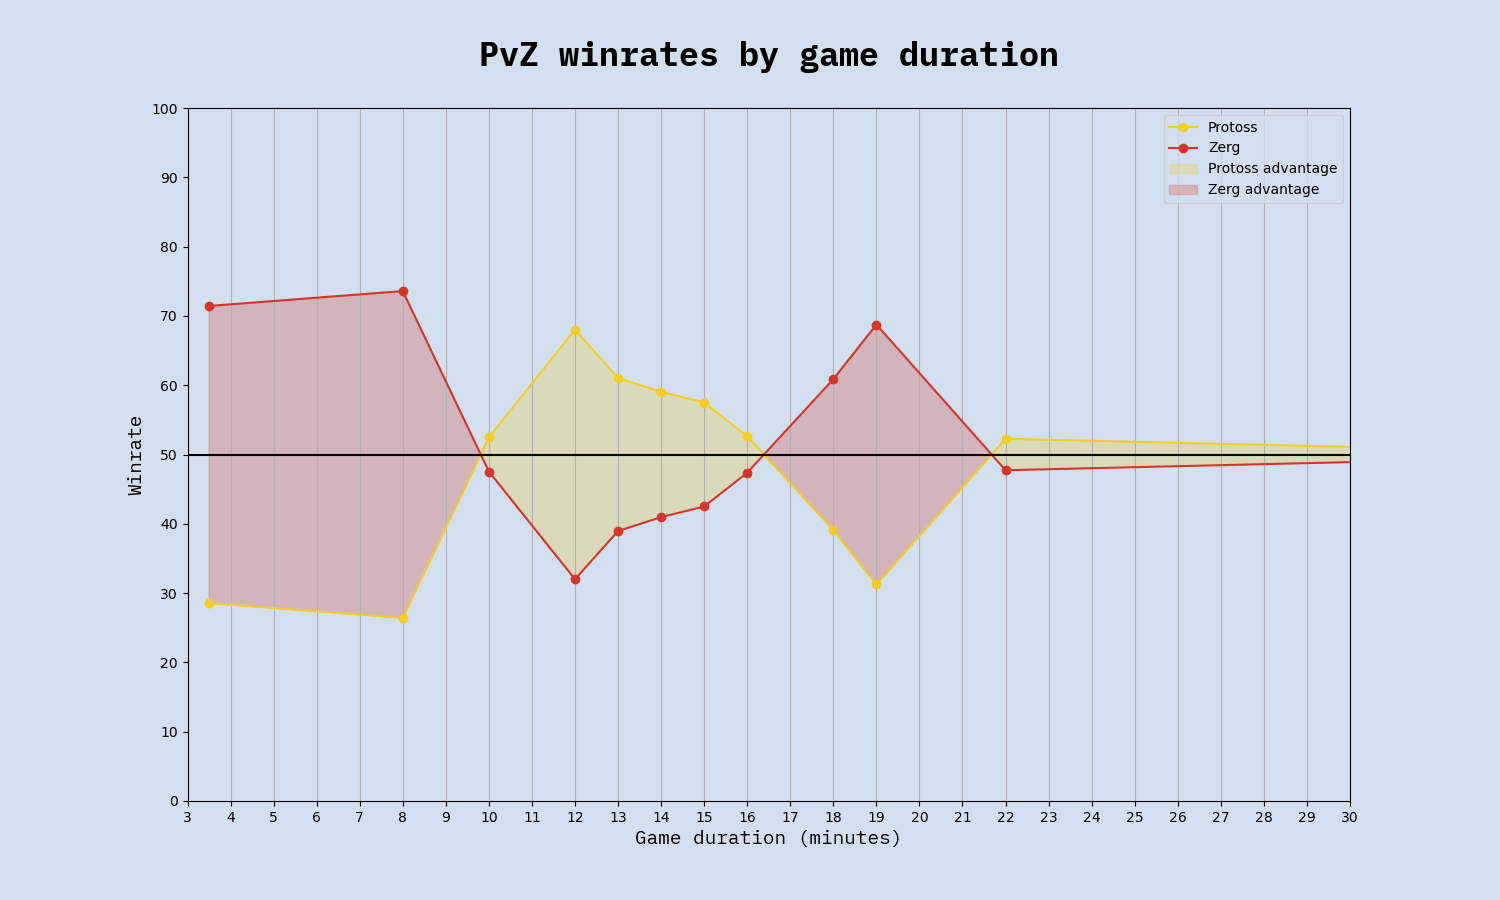 PvZ winrates by game duration
100
90
80
70
60
50
40
30
20
10
0
Winrate
Protoss
Zerg
Protoss advantage
Zerg advantage
3 4 5 6 7 8 9 10 11 12 13 14 15 16 17 18 19 20 21 22 23 24 25 26 27 28 29 30
Game duration (minutes)